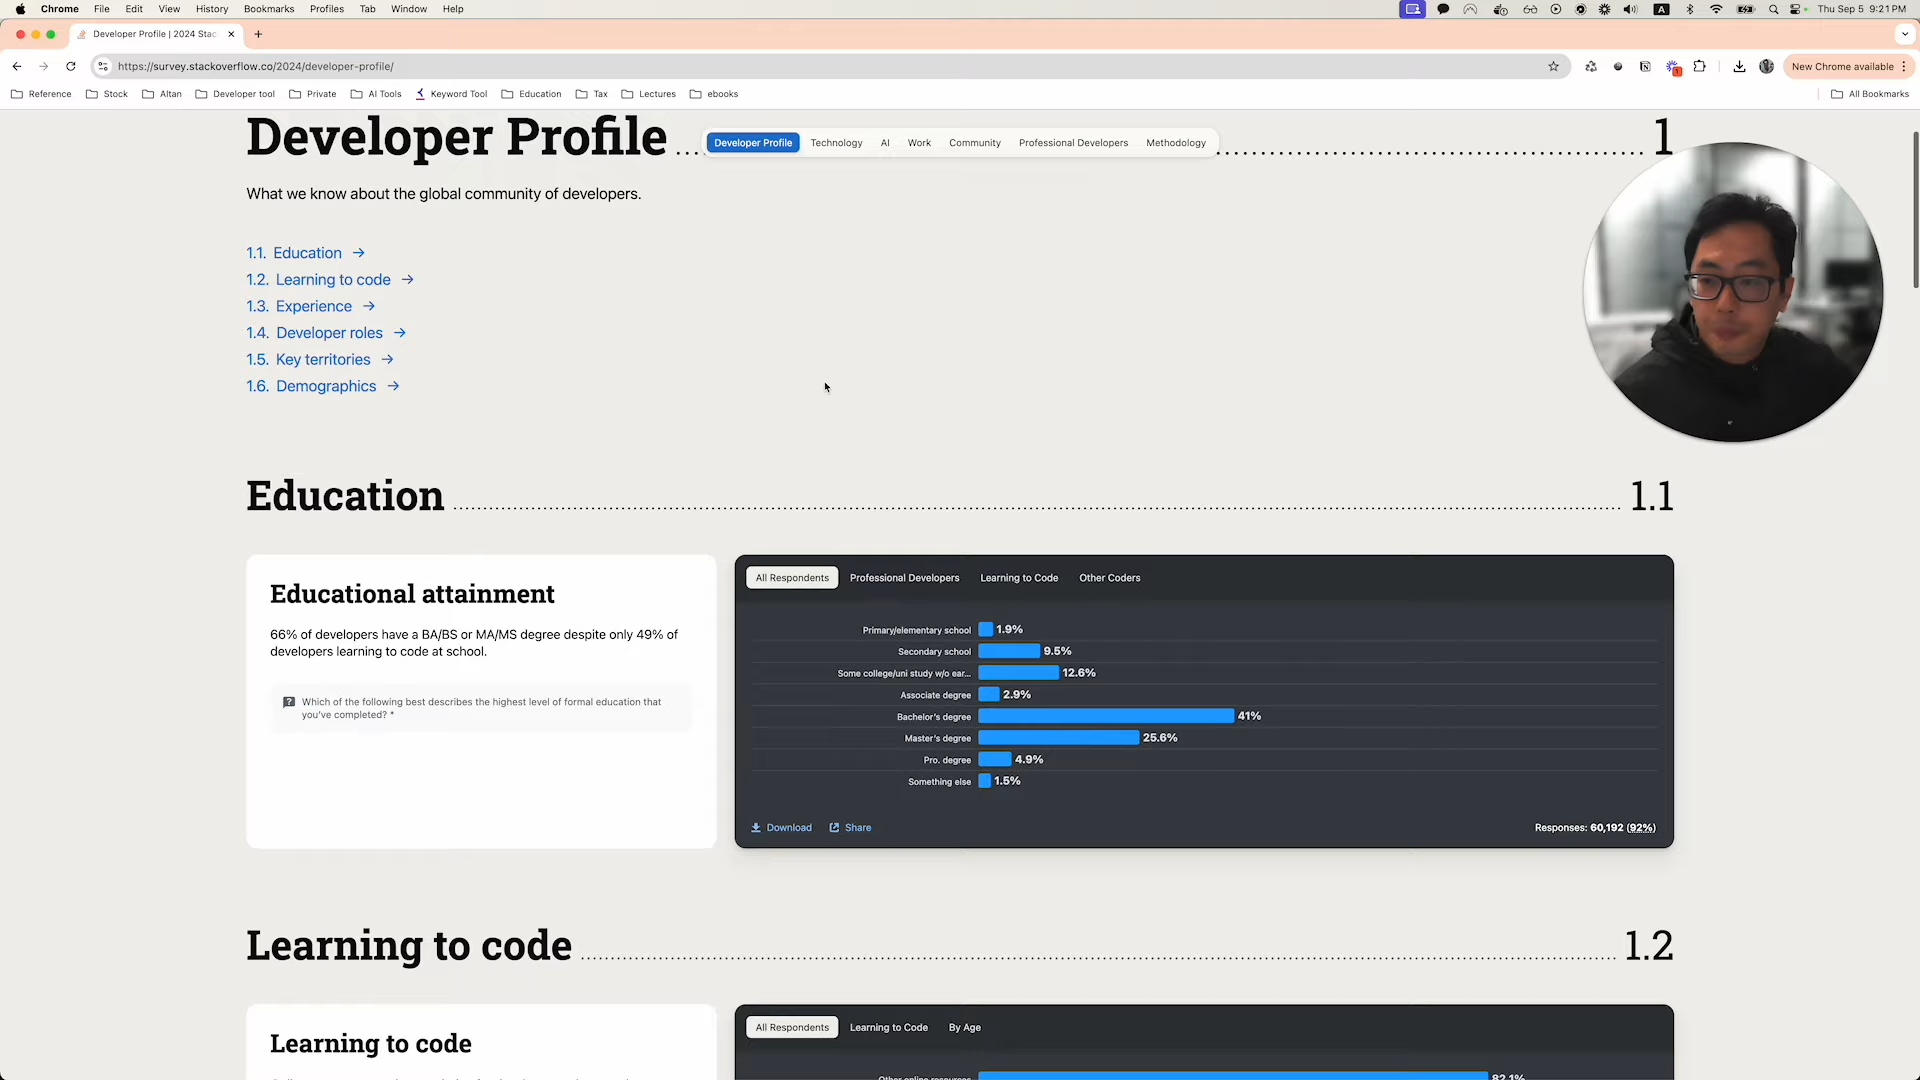 Chrome File Edit View History Bookmarks Profiles Tab Window Help
A
Thu Sep 5 9:21 PM
Developer Profile | 2024 Stac
https://survey.stackoverflow.co/2024/developer-profile/
1
New Chrome available
Reference Stock Altan Developer tool Private AI Tools Keyword Tool Education Tax Lectures ebooks All Bookmarks
Developer Profile 1
Developer Profile Technology AI Work Community Professional Developers Methodology
What we know about the global community of developers.
1.1. Education →
1.2. Learning to code →
1.3. Experience →
1.4. Developer roles →
1.5. Key territories →
1.6. Demographics →
Education 1.1
Educational attainment
66% of developers have a BA/BS or MA/MS degree despite only 49% of
developers learning to code at school.
Which of the following best describes the highest level of formal education that
you've completed? *
All Respondents Professional Developers Learning to Code Other Coders
Primary/elementary school 1.9%
Secondary school 9.5%
Some college/uni study w/o ear... 12.6%
Associate degree 2.9%
Bachelor's degree 41%
Master's degree 25.6%
Pro. degree 4.9%
Something else 1.5%
Download Share Responses: 60,192 (92%)
Learning to code 1.2
Learning to code
All Respondents Learning to Code By Age
Other online resources 82.1%